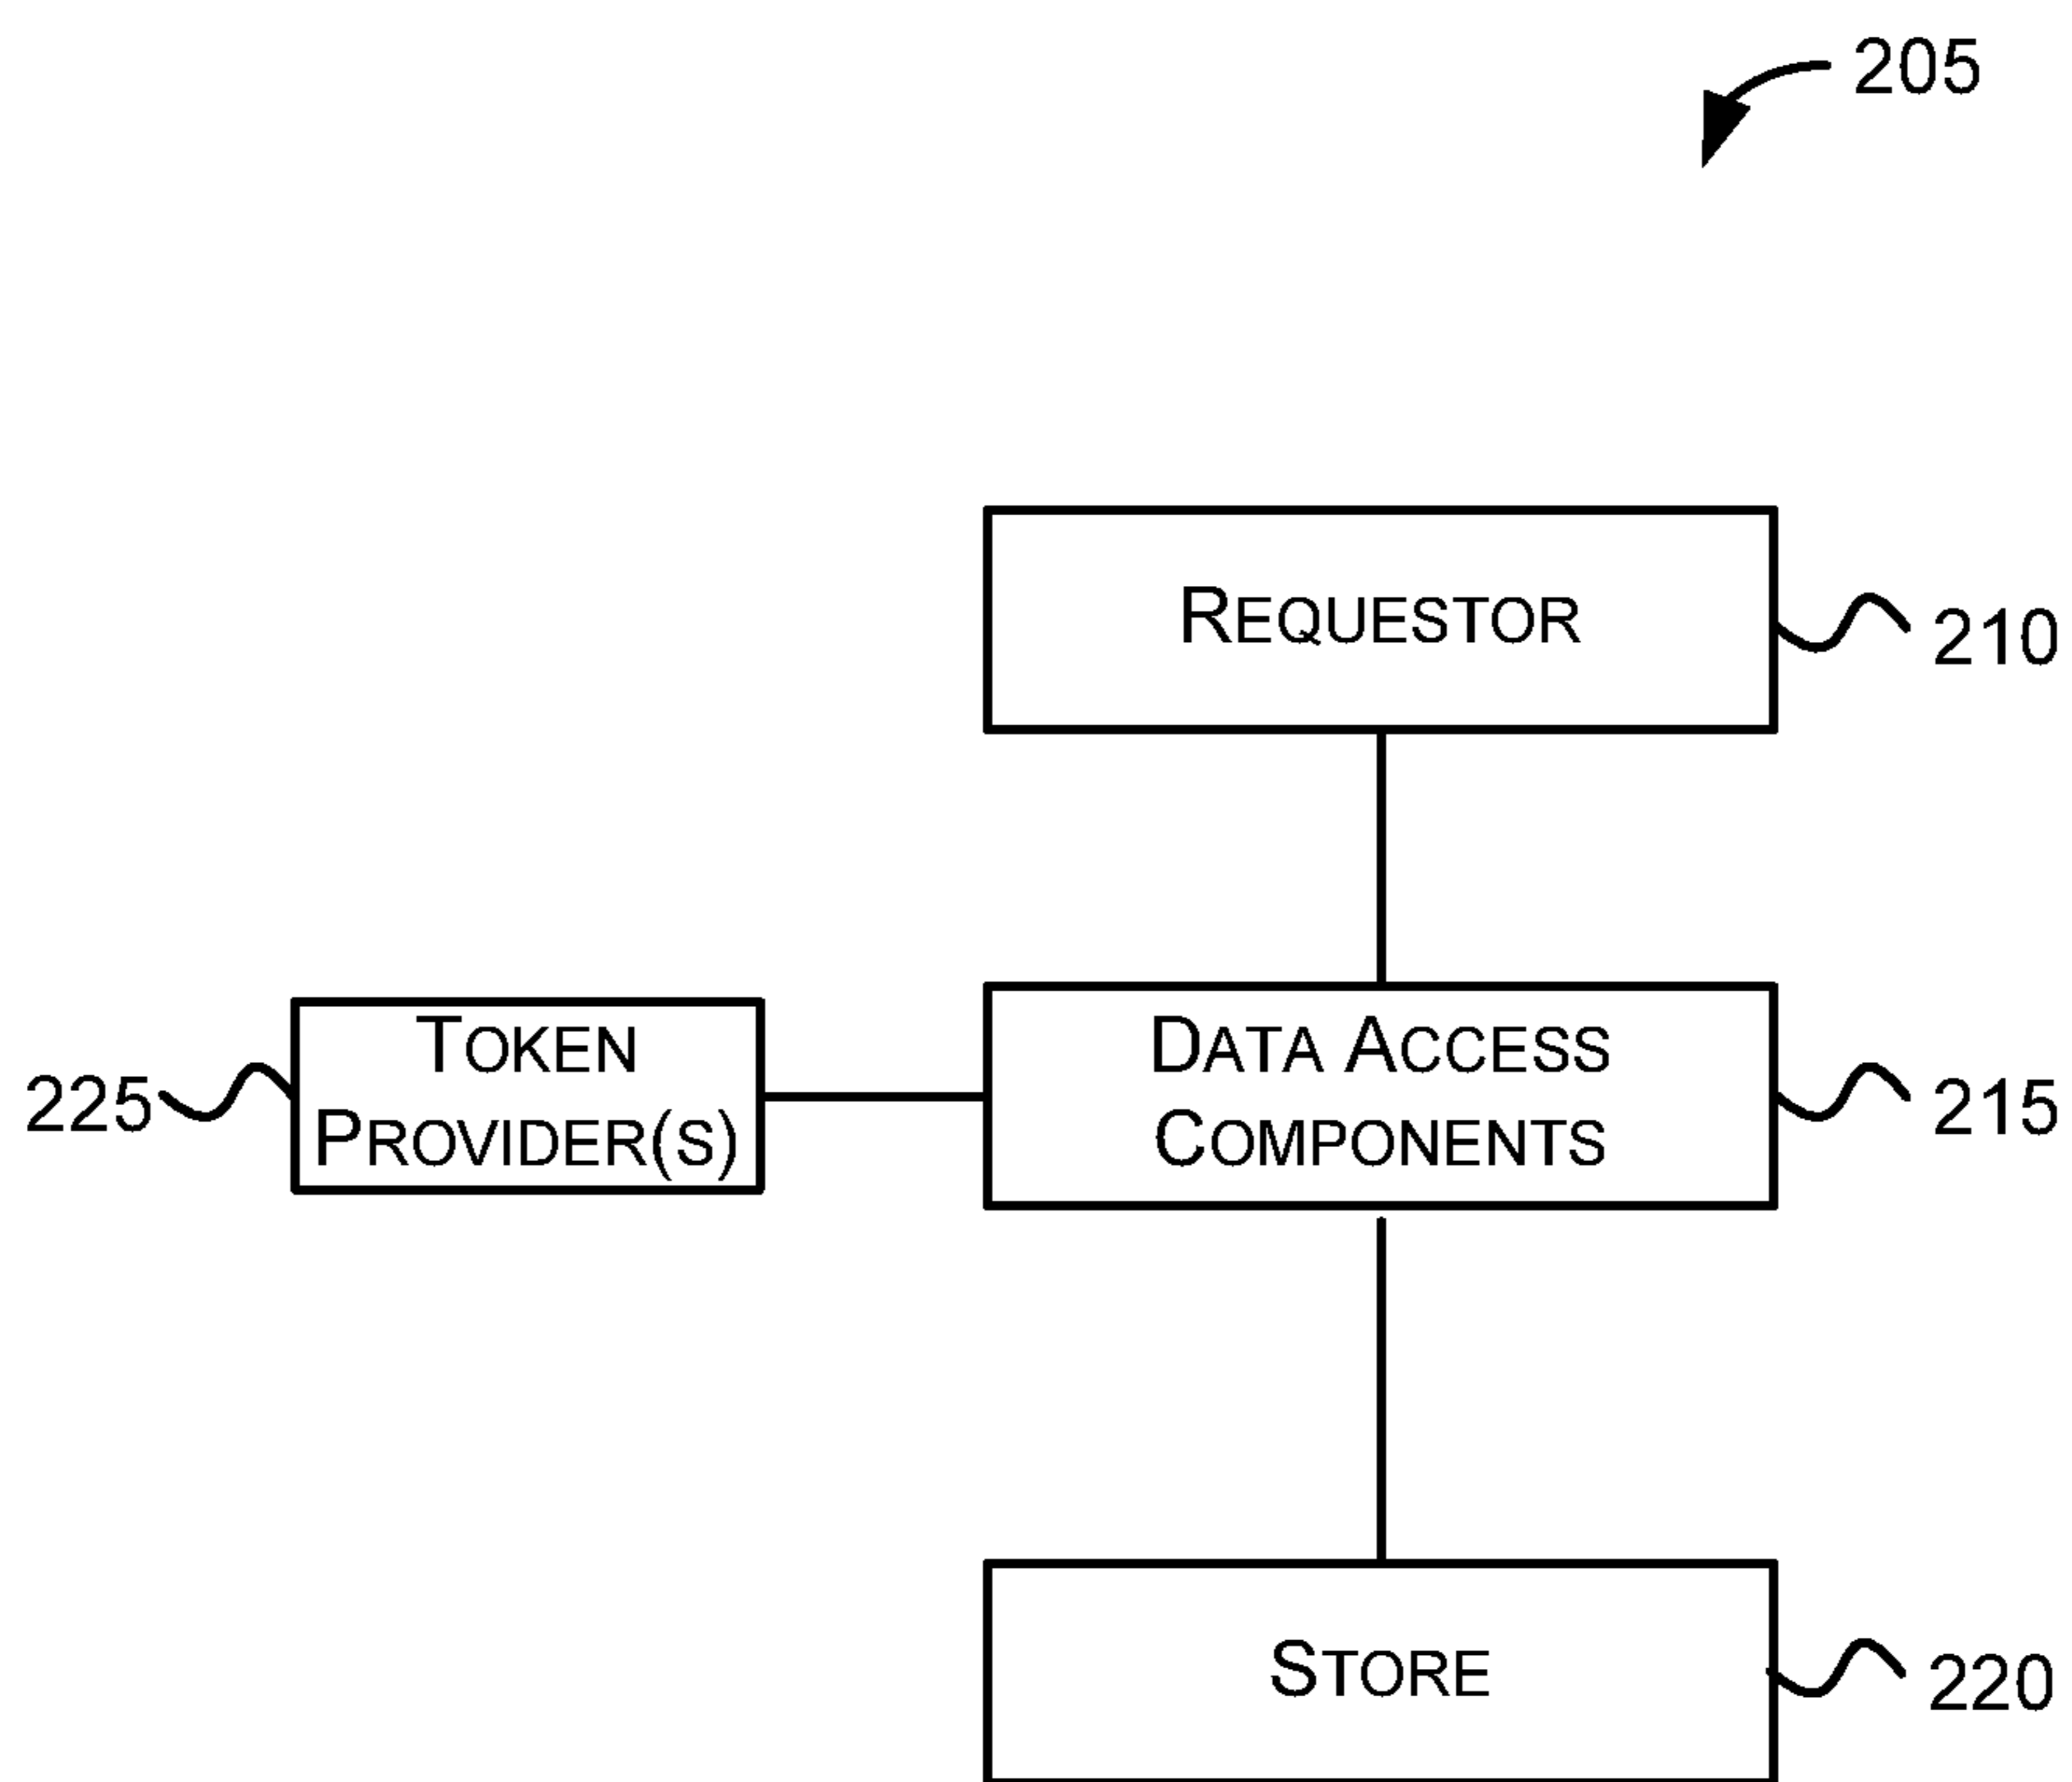 205
REQUESTOR
210
TOKEN
PROVIDER(S)
225
DATA ACCESS
COMPONENTS
215
STORE
220